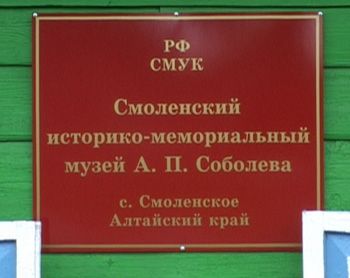 РФ
СМУК
Смоленский
историко-мемориальный
музей А. П. Соболева
с. Смоленское
Алтайский край